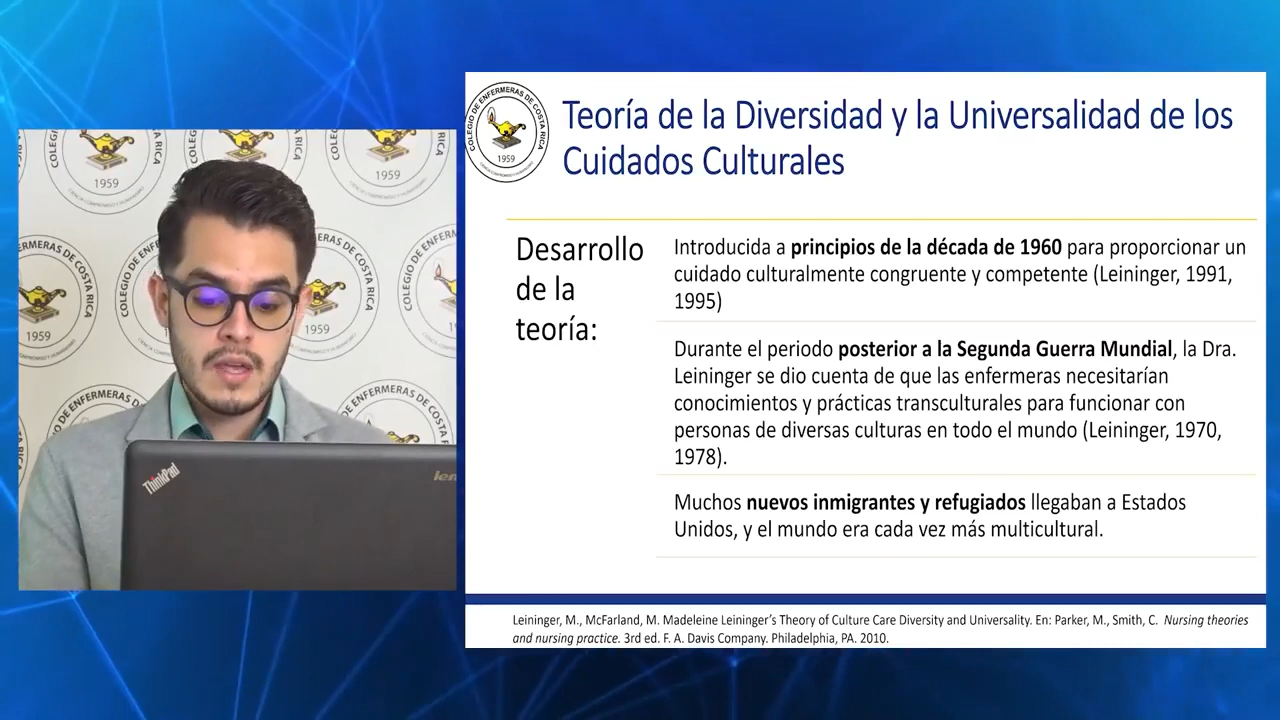 COLEGIO DE ENFERMERAS DE COSTA RICA
1959
Teoría de la Diversidad y la Universalidad de los
Cuidados Culturales
Desarrollo
de la
teoría:
Introducida a principios de la década de 1960 para proporcionar un
cuidado culturalmente congruente y competente (Leininger, 1991,
1995)
Durante el periodo posterior a la Segunda Guerra Mundial, la Dra.
Leininger se dio cuenta de que las enfermeras necesitarían
conocimientos y prácticas transculturales para funcionar con
personas de diversas culturas en todo el mundo (Leininger, 1970,
1978).
Muchos nuevos inmigrantes y refugiados llegaban a Estados
Unidos, y el mundo era cada vez más multicultural.
Leininger, M., McFarland, M. Madeleine Leininger's Theory of Culture Care Diversity and Universality. En: Parker, M., Smith, C. Nursing theories
and nursing practice. 3rd ed. F. A. Davis Company. Philadelphia, PA. 2010.
1959
1959
1959
1959
ThinkPad